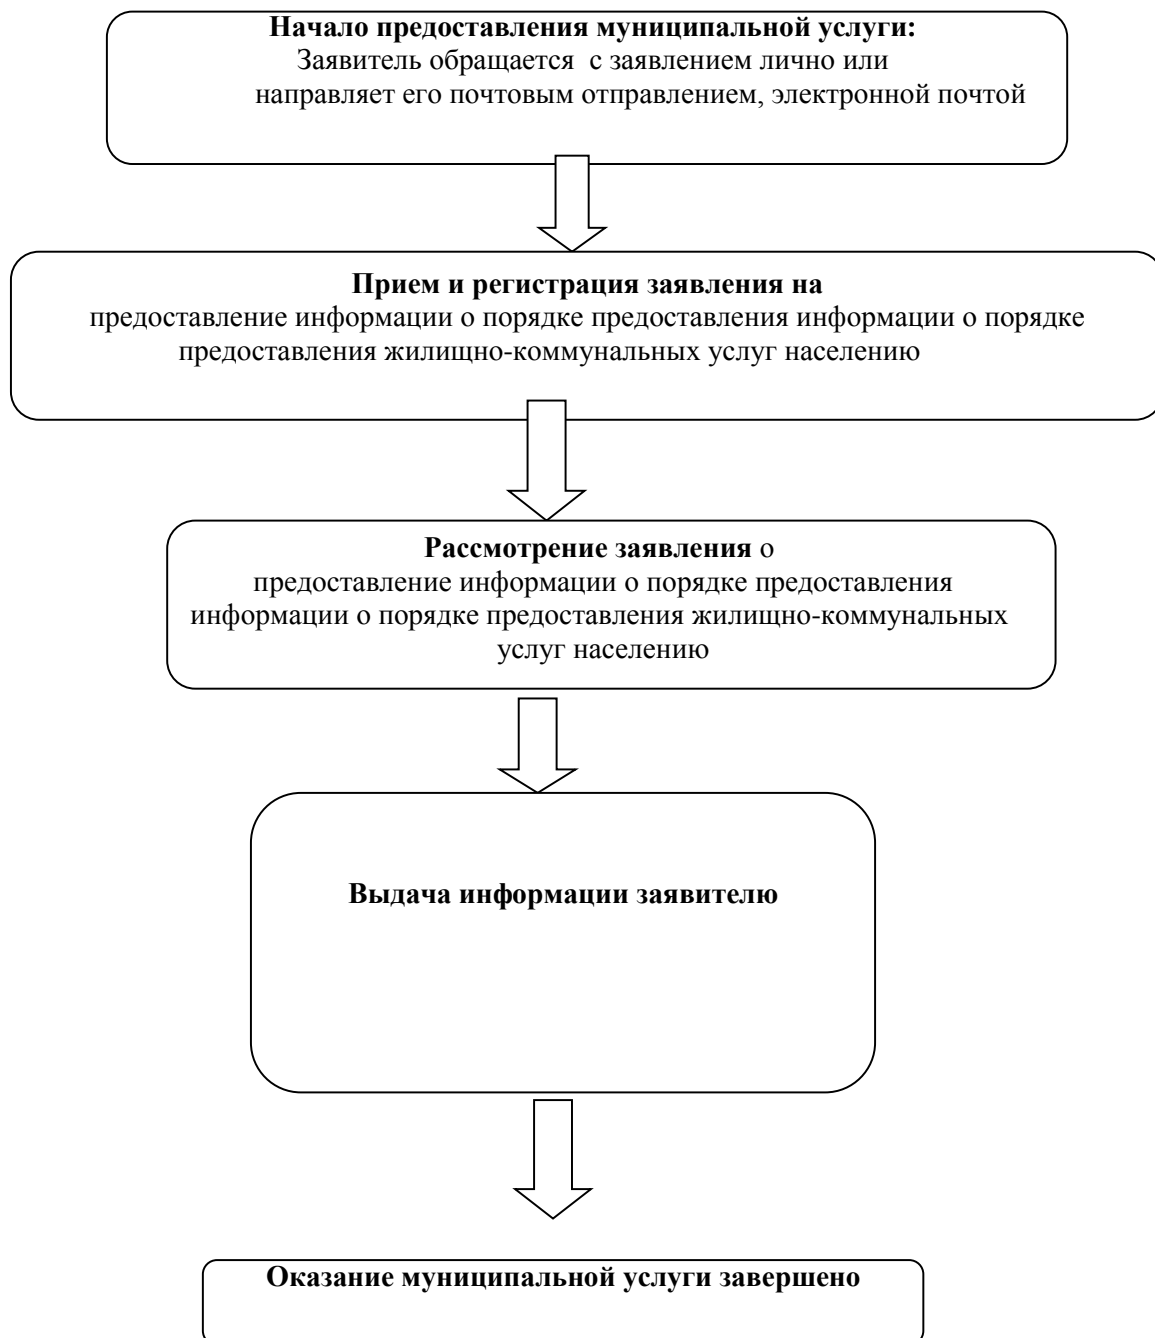 Начало предоставления муниципальной услуги:
Заявитель обращается  с заявлением лично или
направляет его почтовым отправлением, электронной почтой
Прием и регистрация заявления на
предоставление информации о порядке предоставления информации о порядке
предоставления жилищно-коммунальных услуг населению
Рассмотрение заявления о
предоставление информации о порядке предоставления
информации о порядке предоставления жилищно-коммунальных
услуг населению
Выдача информации заявителю
Оказание муниципальной услуги завершено